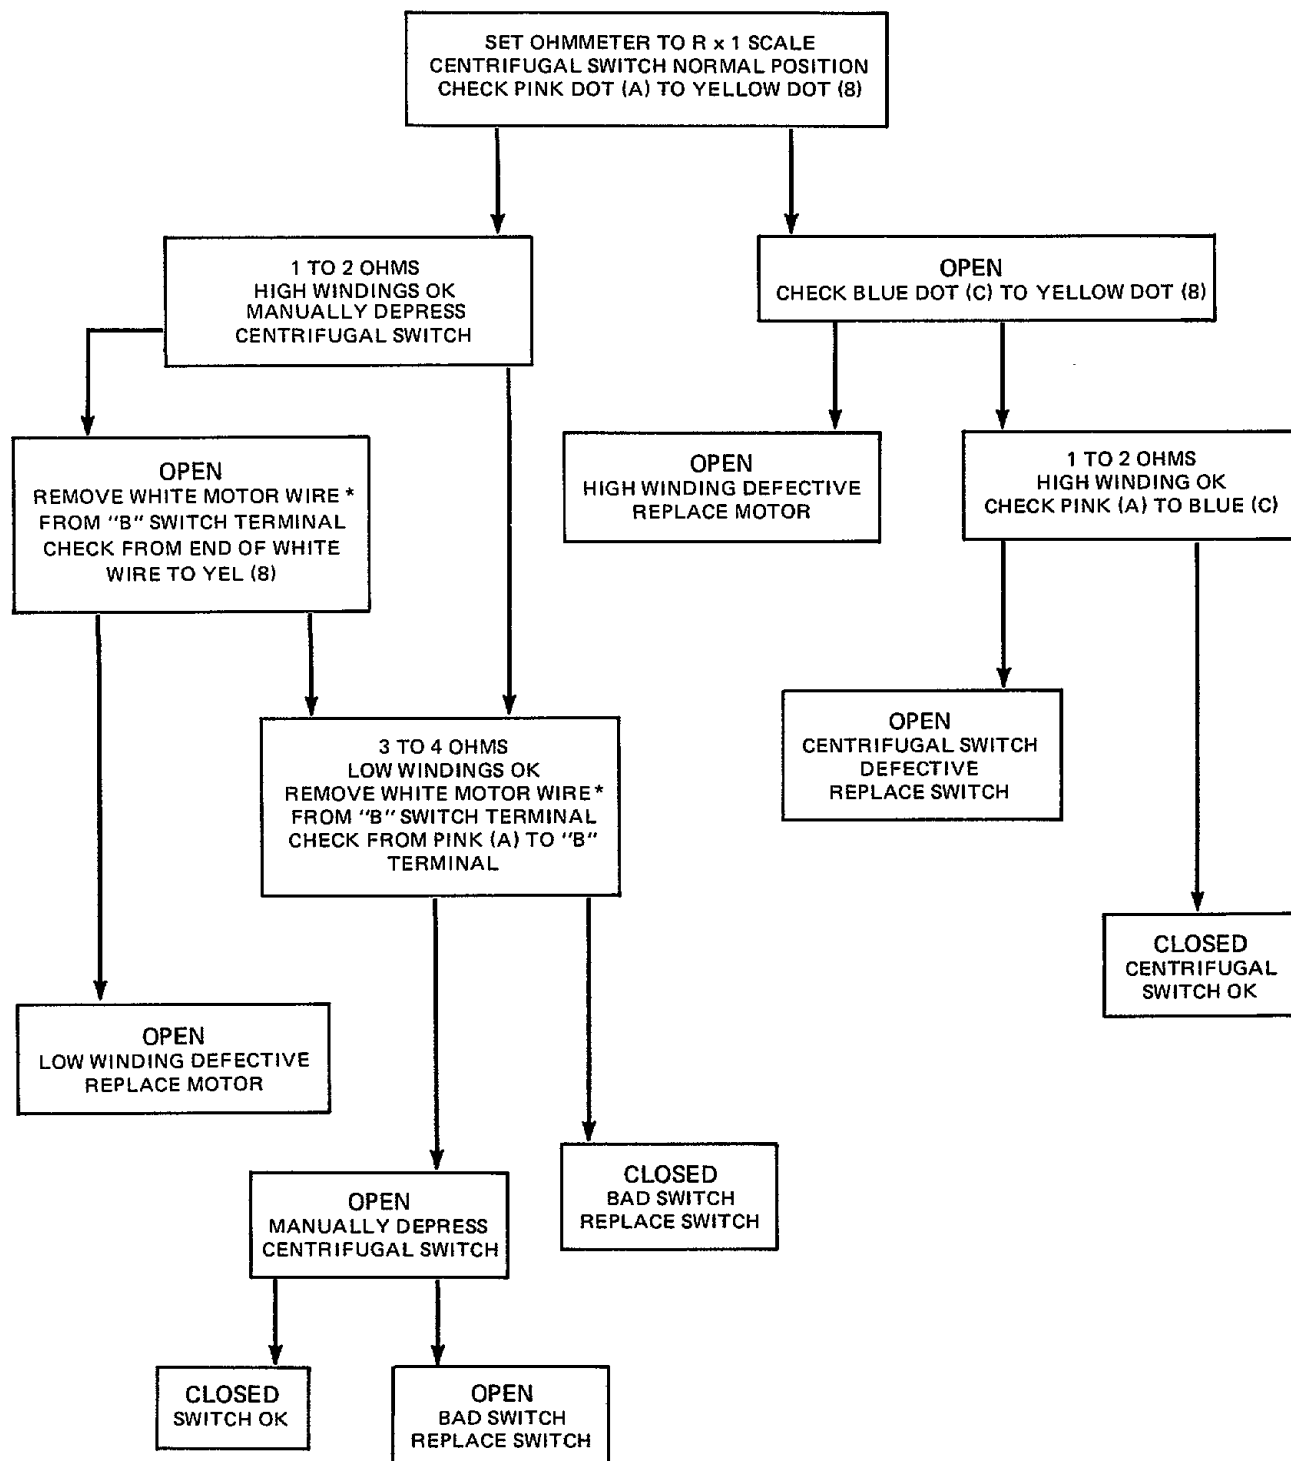 SET OHMMETER TO R x 1 SCALE
CENTRIFUGAL SWITCH NORMAL POSITION
CHECK PINK DOT (A) TO YELLOW DOT (8)
1 TO 2 OHMS
HIGH WINDINGS OK
MANUALLY DEPRESS
CENTRIFUGAL SWITCH
OPEN
CHECK BLUE DOT (C) TO YELLOW DOT (8)
OPEN
REMOVE WHITE MOTOR WIRE *
FROM "B" SWITCH TERMINAL
CHECK FROM END OF WHITE
WIRE TO YEL (8)
OPEN
HIGH WINDING DEFECTIVE
REPLACE MOTOR
1 TO 2 OHMS
HIGH WINDING OK
CHECK PINK (A) TO BLUE (C)
3 TO 4 OHMS
LOW WINDINGS OK
REMOVE WHITE MOTOR WIRE *
FROM "B" SWITCH TERMINAL
CHECK FROM PINK (A) TO "B"
TERMINAL
OPEN
CENTRIFUGAL SWITCH
DEFECTIVE
REPLACE SWITCH
CLOSED
CENTRIFUGAL
SWITCH OK
OPEN
LOW WINDING DEFECTIVE
REPLACE MOTOR
OPEN
MANUALLY DEPRESS
CENTRIFUGAL SWITCH
CLOSED
BAD SWITCH
REPLACE SWITCH
CLOSED
SWITCH OK
OPEN
BAD SWITCH
REPLACE SWITCH